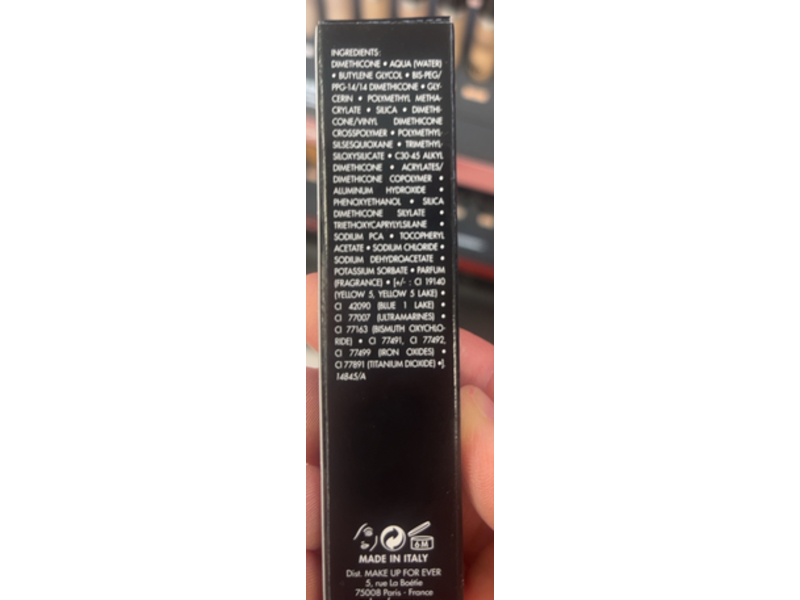 INGREDIENTS:
DIMETHICONE • AQUA (WATER)
• BUTYLENE GLYCOL • BIS-PEG/
PPG-14/14 DIMETHICONE • GLY-
CERIN • POLYMETHYL METHA-
CRYLATE • SILICA • DIMETHI-
CONE/VINYL DIMETHICONE
CROSSPOLYMER • POLYMETHYL-
SILSESQUIOXANE • TRIMETHYL-
SILOXYSILICATE • C30-45 ALKYL
DIMETHICONE • ACRYLATES/
DIMETHICONE COPOLYMER •
ALUMINUM HYDROXIDE •
PHENOXYETHANOL • SILICA
DIMETHICONE SILYLATE •
TRIETHOXYCAPRYLYLSILANE •
SODIUM PCA • TOCOPHERYL
ACETATE • SODIUM CHLORIDE •
SODIUM DEHYDROACETATE •
POTASSIUM SORBATE • PARFUM
(FRAGRANCE) • [+/- : CI 19140
(YELLOW 5, YELLOW 5 LAKE) •
CI 42090 (BLUE 1 LAKE) •
CI 77007 (ULTRAMARINES) •
CI 77163 (BISMUTH OXYCHLO-
RIDE) • CI 77491, CI 77492,
CI 77499 (IRON OXIDES) •
CI 77891 (TITANIUM DIOXIDE) •].
14845/A
6 M
MADE IN ITALY
Dist. MAKE UP FOR EVER
5, rue La Boétie
75008 Paris - France